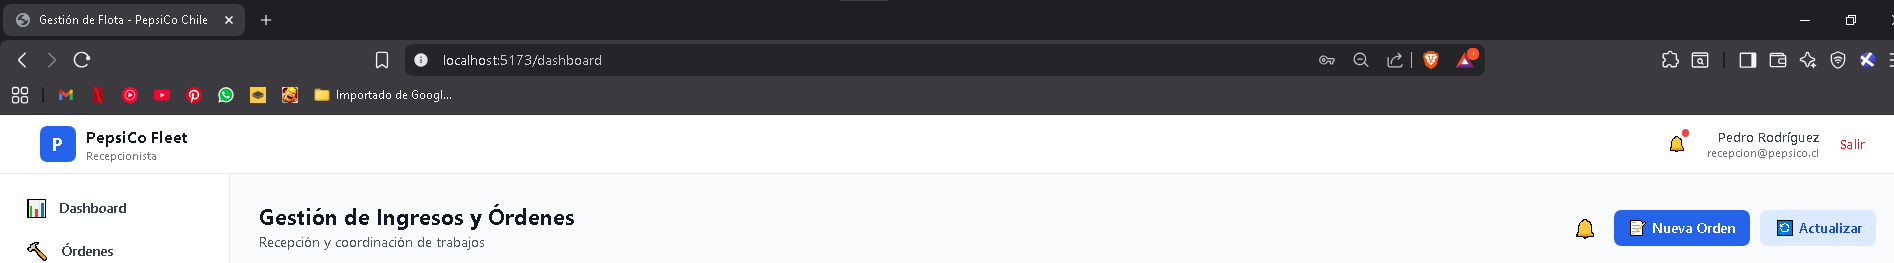 Gestión de Flota - PepsiCo Chile
localhost:5173/dashboard
Importado de Googl...
P
PepsiCo Fleet
Recepcionista
Pedro Rodríguez
recepcion@pepsico.cl
Salir
Dashboard
Órdenes
Gestión de Ingresos y Órdenes
Recepción y coordinación de trabajos
Nueva Orden
Actualizar